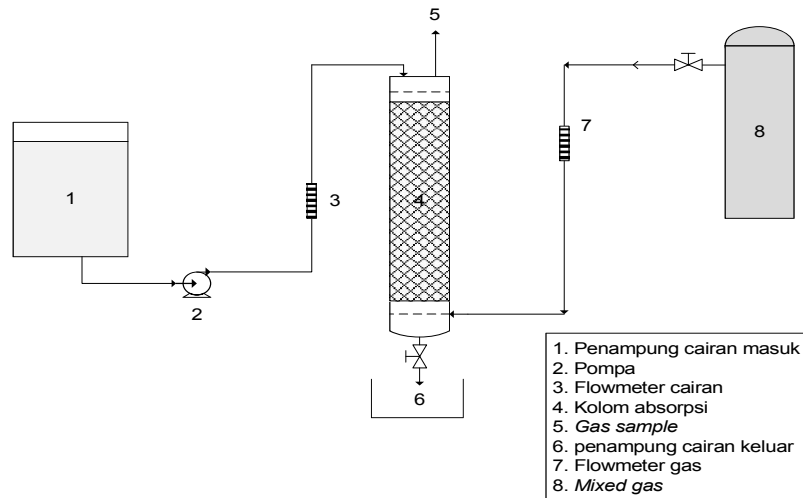 5
7
1
3
4
8
2
6
1. Penampung cairan masuk
2. Pompa
3. Flowmeter cairan
4. Kolom absorpsi
5. Gas sample
6. penampung cairan keluar
7. Flowmeter gas
8. Mixed gas